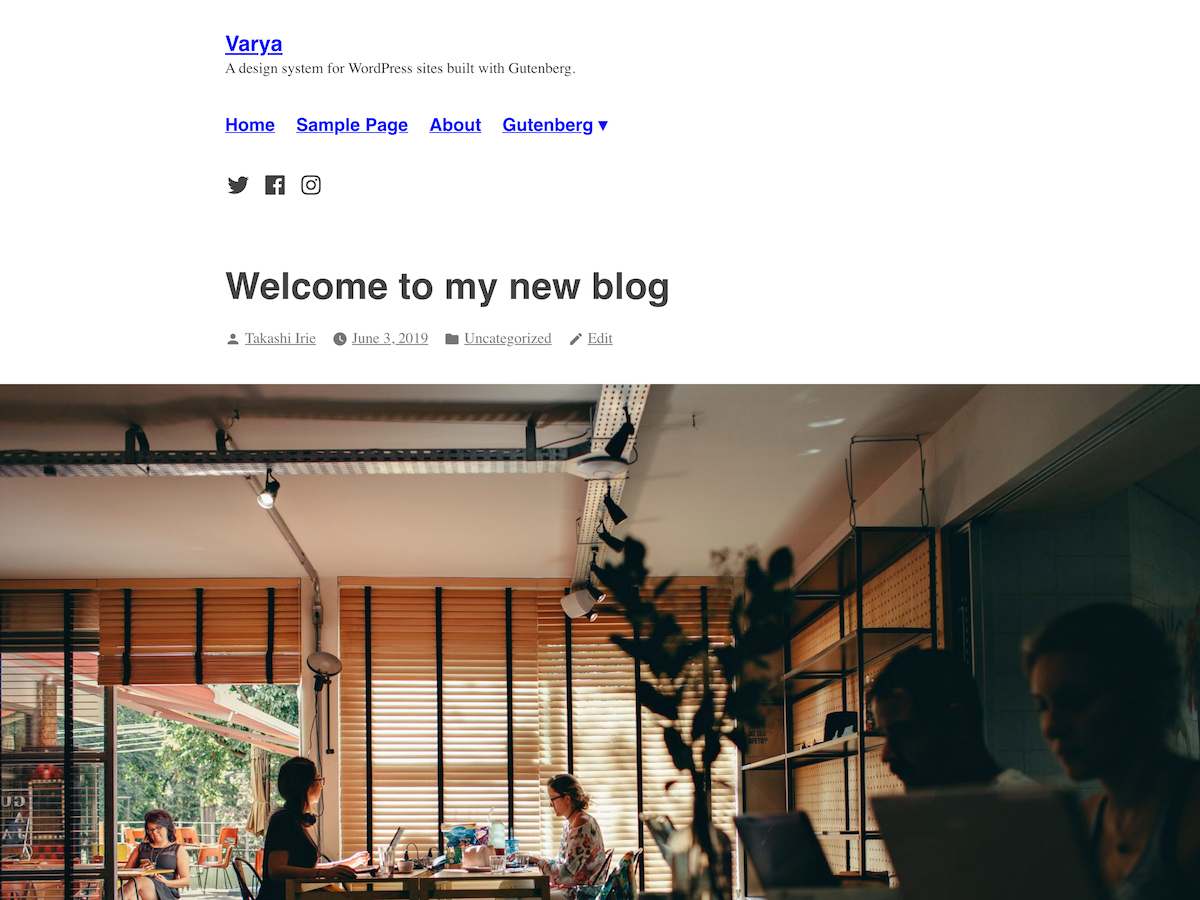 Varya
A design system for WordPress sites built with Gutenberg.
Home Sample Page About Gutenberg ▾
Welcome to my new blog
Takashi Irie June 3, 2019 Uncategorized Edit